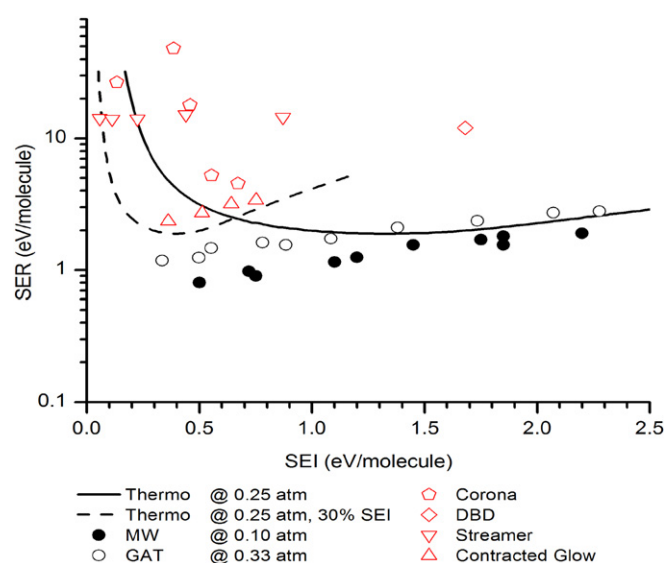 SER (eV/molecule)
10
1
0.1
0.0 0.5 1.0 1.5 2.0 2.5
SEI (eV/molecule)
Thermo @ 0.25 atm
Thermo @ 0.25 atm, 30% SEI
MW @ 0.10 atm
GAT @ 0.33 atm
Corona
DBD
Streamer
Contracted Glow